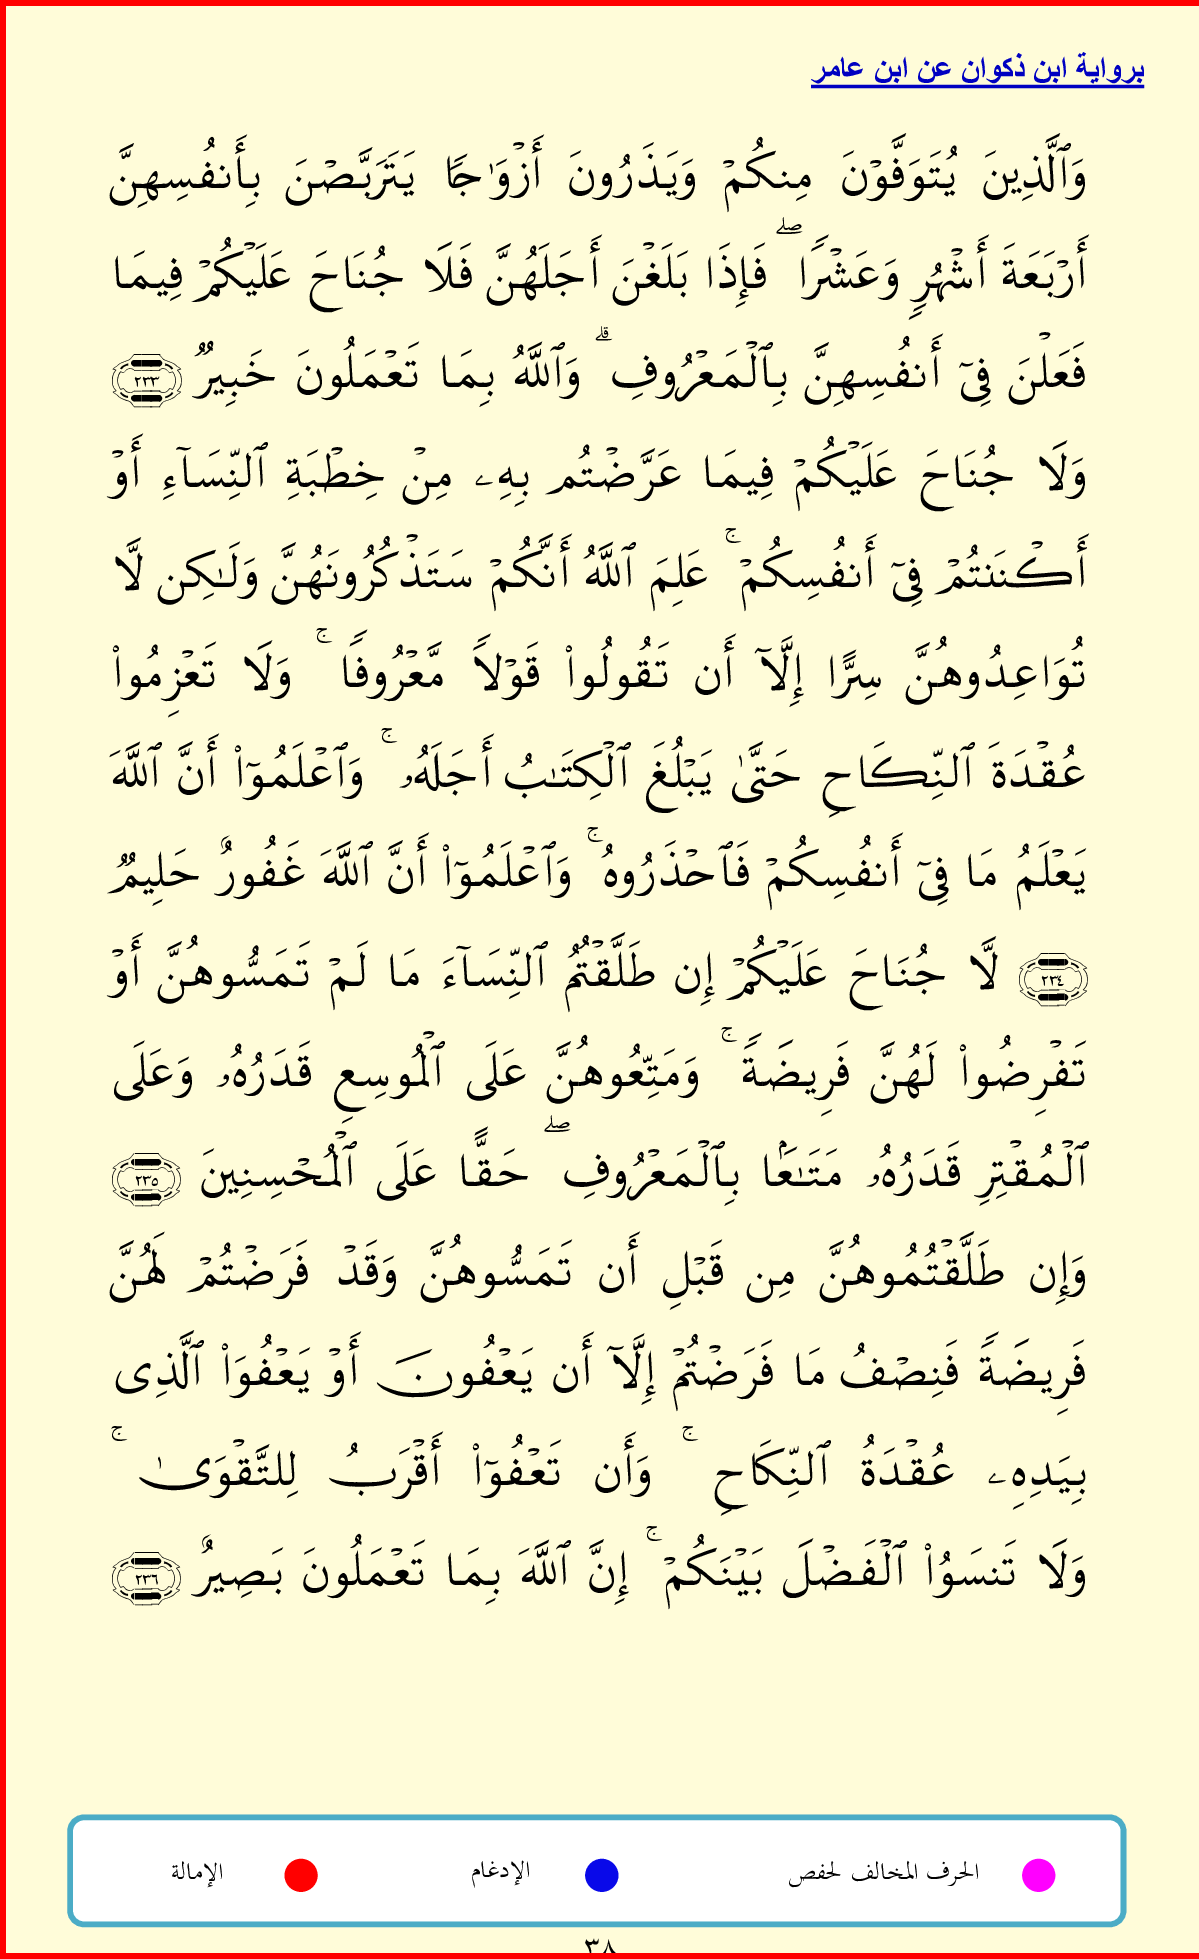 برواية ابن ذكوان عن ابن عامر
وَٱلَّذِينَ يُتَوَفَّوۡنَ مِنكُمۡ وَيَذَرُونَ أَزۡوَٰجٗا يَتَرَبَّصۡنَ بِأَنفُسِهِنَّ
أَرۡبَعَةَ أَشۡهُرٖ وَعَشۡرٗاۖ فَإِذَا بَلَغۡنَ أَجَلَهُنَّ فَلَا جُنَاحَ عَلَيۡكُمۡ فِيمَا
فَعَلۡنَ فِيٓ أَنفُسِهِنَّ بِٱلۡمَعۡرُوفِۗ وَٱللَّهُ بِمَا تَعۡمَلُونَ خَبِيرٞ ٢٣٣
وَلَا جُنَاحَ عَلَيۡكُمۡ فِيمَا عَرَّضۡتُم بِهِۦ مِنۡ خِطۡبَةِ ٱلنِّسَآءِ أَوۡ
أَكۡنَنتُمۡ فِيٓ أَنفُسِكُمۡۚ عَلِمَ ٱللَّهُ أَنَّكُمۡ سَتَذۡكُرُونَهُنَّ وَلَٰكِن لَّا
تُوَاعِدُوهُنَّ سِرًّا إِلَّآ أَن تَقُولُواْ قَوۡلٗا مَّعۡرُوفٗاۚ وَلَا تَعۡزِمُواْ
عُقۡدَةَ ٱلنِّكَاحِ حَتَّىٰ يَبۡلُغَ ٱلۡكِتَٰبُ أَجَلَهُۥۚ وَٱعۡلَمُوٓاْ أَنَّ ٱللَّهَ
يَعۡلَمُ مَا فِيٓ أَنفُسِكُمۡ فَٱحۡذَرُوهُۚ وَٱعۡلَمُوٓاْ أَنَّ ٱللَّهَ غَفُورٌ حَلِيمٞ
٢٣٤ لَّا جُنَاحَ عَلَيۡكُمۡ إِن طَلَّقۡتُمُ ٱلنِّسَآءَ مَا لَمۡ تَمَسُّوهُنَّ أَوۡ
تَفۡرِضُواْ لَهُنَّ فَرِيضَةٗۚ وَمَتِّعُوهُنَّ عَلَى ٱلۡمُوسِعِ قَدَرُهُۥ وَعَلَى
ٱلۡمُقۡتِرِ قَدَرُهُۥ مَتَٰعَۢا بِٱلۡمَعۡرُوفِۖ حَقًّا عَلَى ٱلۡمُحۡسِنِينَ ٢٣٥
وَإِن طَلَّقۡتُمُوهُنَّ مِن قَبۡلِ أَن تَمَسُّوهُنَّ وَقَدۡ فَرَضۡتُمۡ لَهُنَّ
فَرِيضَةٗ فَنِصۡفُ مَا فَرَضۡتُمۡ إِلَّآ أَن يَعۡفُونَ أَوۡ يَعۡفُوَاْ ٱلَّذِي
بِيَدِهِۦ عُقۡدَةُ ٱلنِّكَاحِۚ وَأَن تَعۡفُوٓاْ أَقۡرَبُ لِلتَّقۡوَىٰۚ
وَلَا تَنسَوُاْ ٱلۡفَضۡلَ بَيۡنَكُمۡۚ إِنَّ ٱللَّهَ بِمَا تَعۡمَلُونَ بَصِيرٌ ٢٣٦
الحرف المخالف لحفص الإدغام الإمالة
٣٨